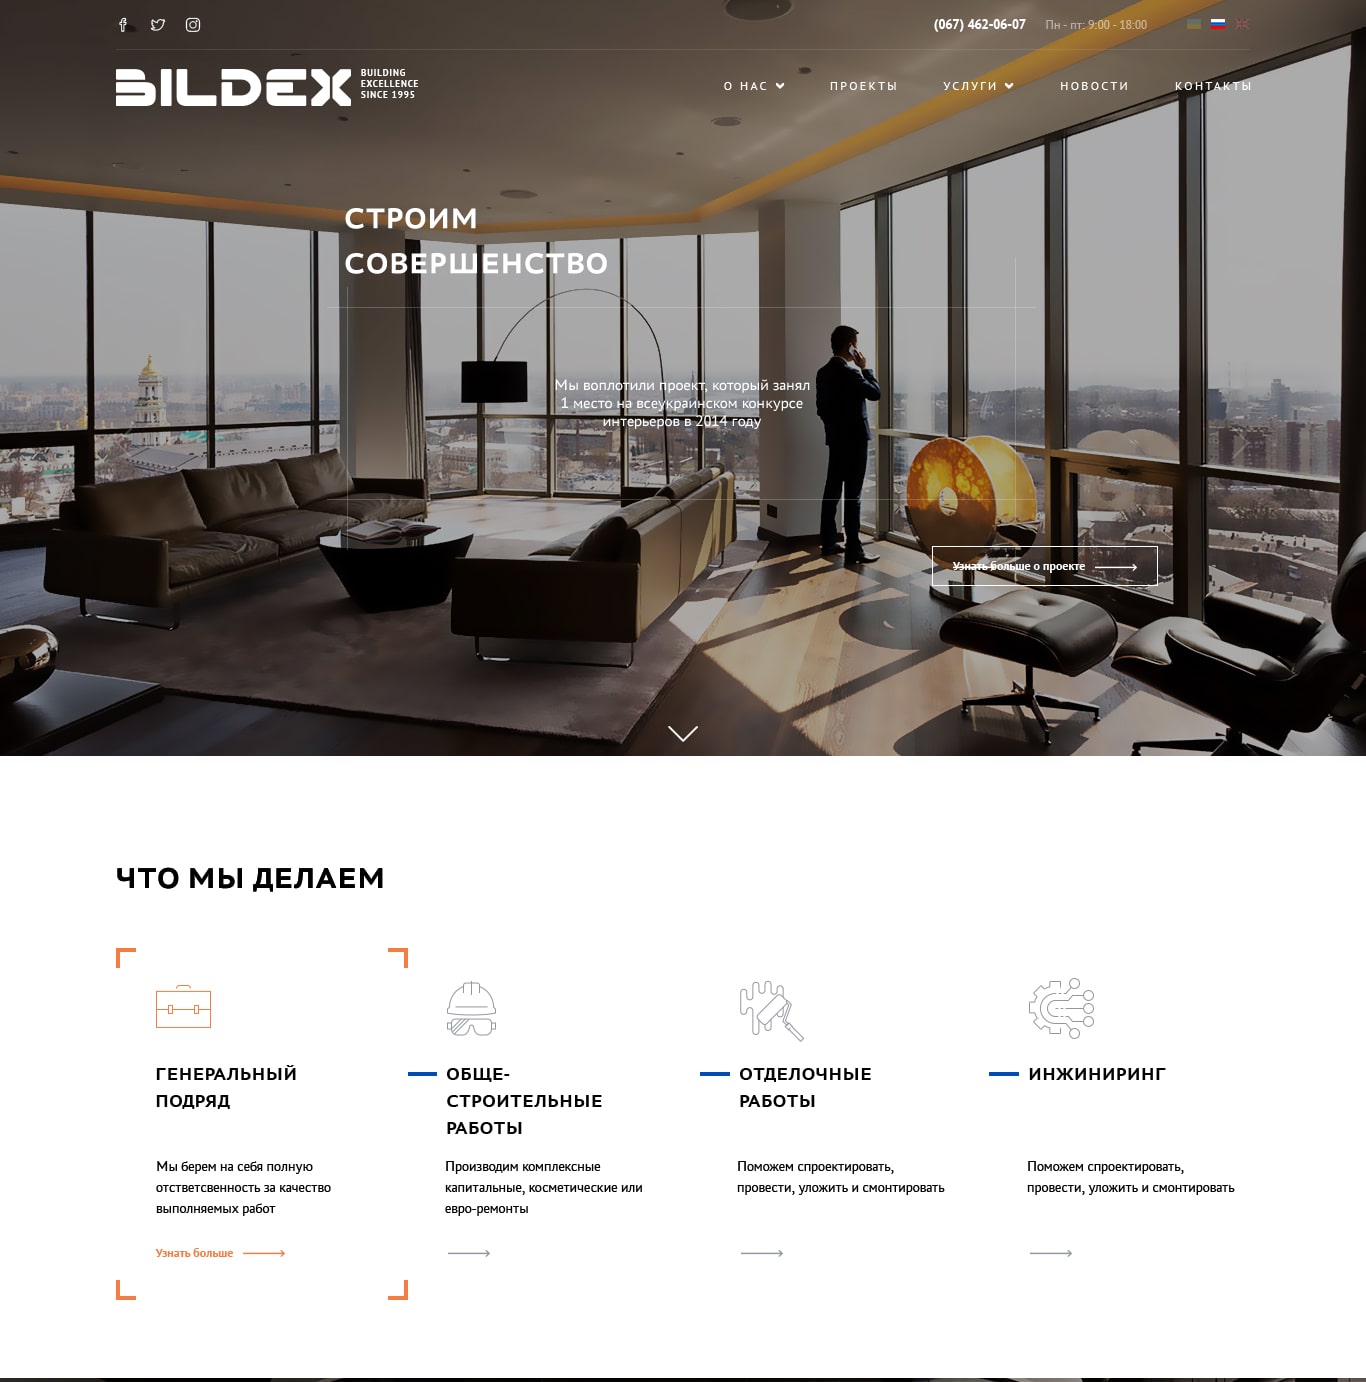 (067) 462-06-07
Пн - пт: 9:00 - 18:00
BILDEX
BUILDING
EXCELLENCE
SINCE 1995
О НАС
ПРОЕКТЫ
УСЛУГИ
НОВОСТИ
КОНТАКТЫ
СТРОИМ
СОВЕРШЕНСТВО
Мы воплотили проект, который занял
1 место на всеукраинском конкурсе
интерьеров в 2014 году
Узнать больше о проекте
ЧТО МЫ ДЕЛАЕМ
ГЕНЕРАЛЬНЫЙ
ПОДРЯД
Мы берем на себя полную
отстветсвенность за качество
выполняемых работ
Узнать больше
ОБЩЕ-
СТРОИТЕЛЬНЫЕ
РАБОТЫ
Производим комплексные
капитальные, косметические или
евро-ремонты
ОТДЕЛОЧНЫЕ
РАБОТЫ
Поможем спроектировать,
провести, уложить и смонтировать
ИНЖИНИРИНГ
Поможем спроектировать,
провести, уложить и смонтировать